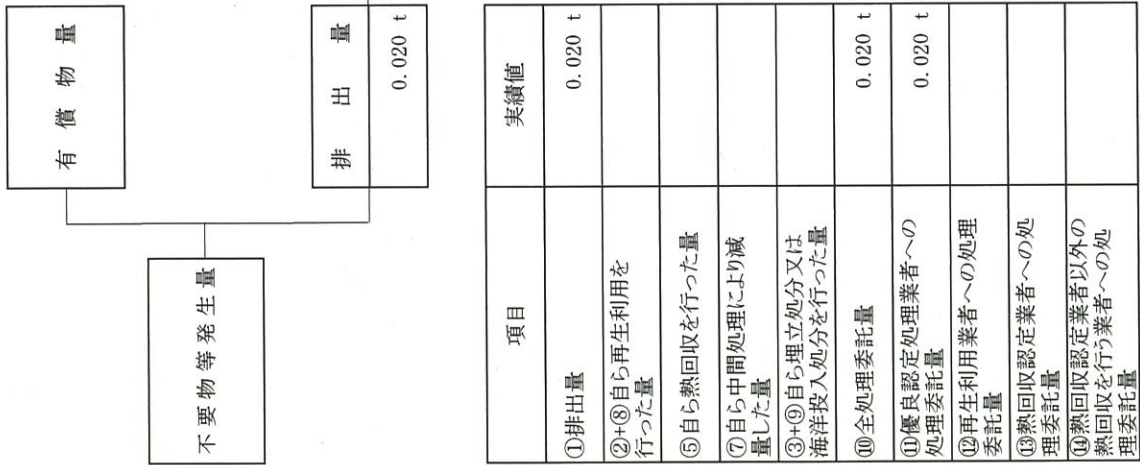 有償物量
不要物等発生量
排出量
0.020 t
項目
実績値
①排出量
0.020 t
②+⑧自ら再生利用を
行った量
⑤自ら熱回収を行った量
⑦自ら中間処理により減
量した量
③+⑨自ら埋立処分又は
海洋投入処分を行った量
⑩全処理委託量
0.020 t
⑪優良認定処理業者への
処理委託量
0.020 t
⑫再生利用業者への処理
委託量
⑬熱回収認定業者への処
理委託量
⑭熱回収認定業者以外の
熱回収を行う業者への処
理委託量